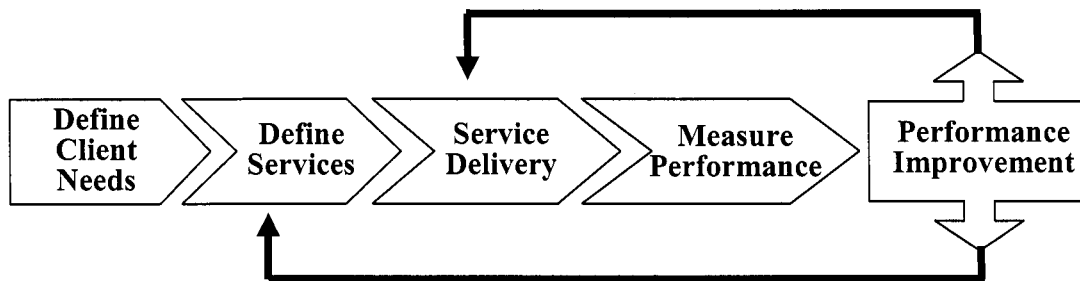 Define
Client
Needs
Define
Services
Service
Delivery
Measure
Performance
Performance
Improvement